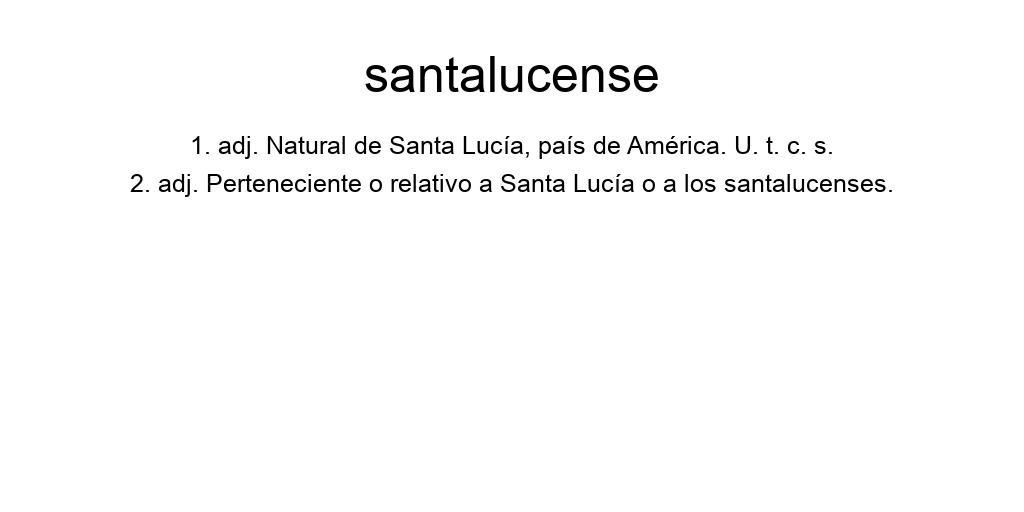 santalucense
1. adj. Natural de Santa Lucía, país de América. U. t. c. s.
2. adj. Perteneciente o relativo a Santa Lucía o a los santalucenses.